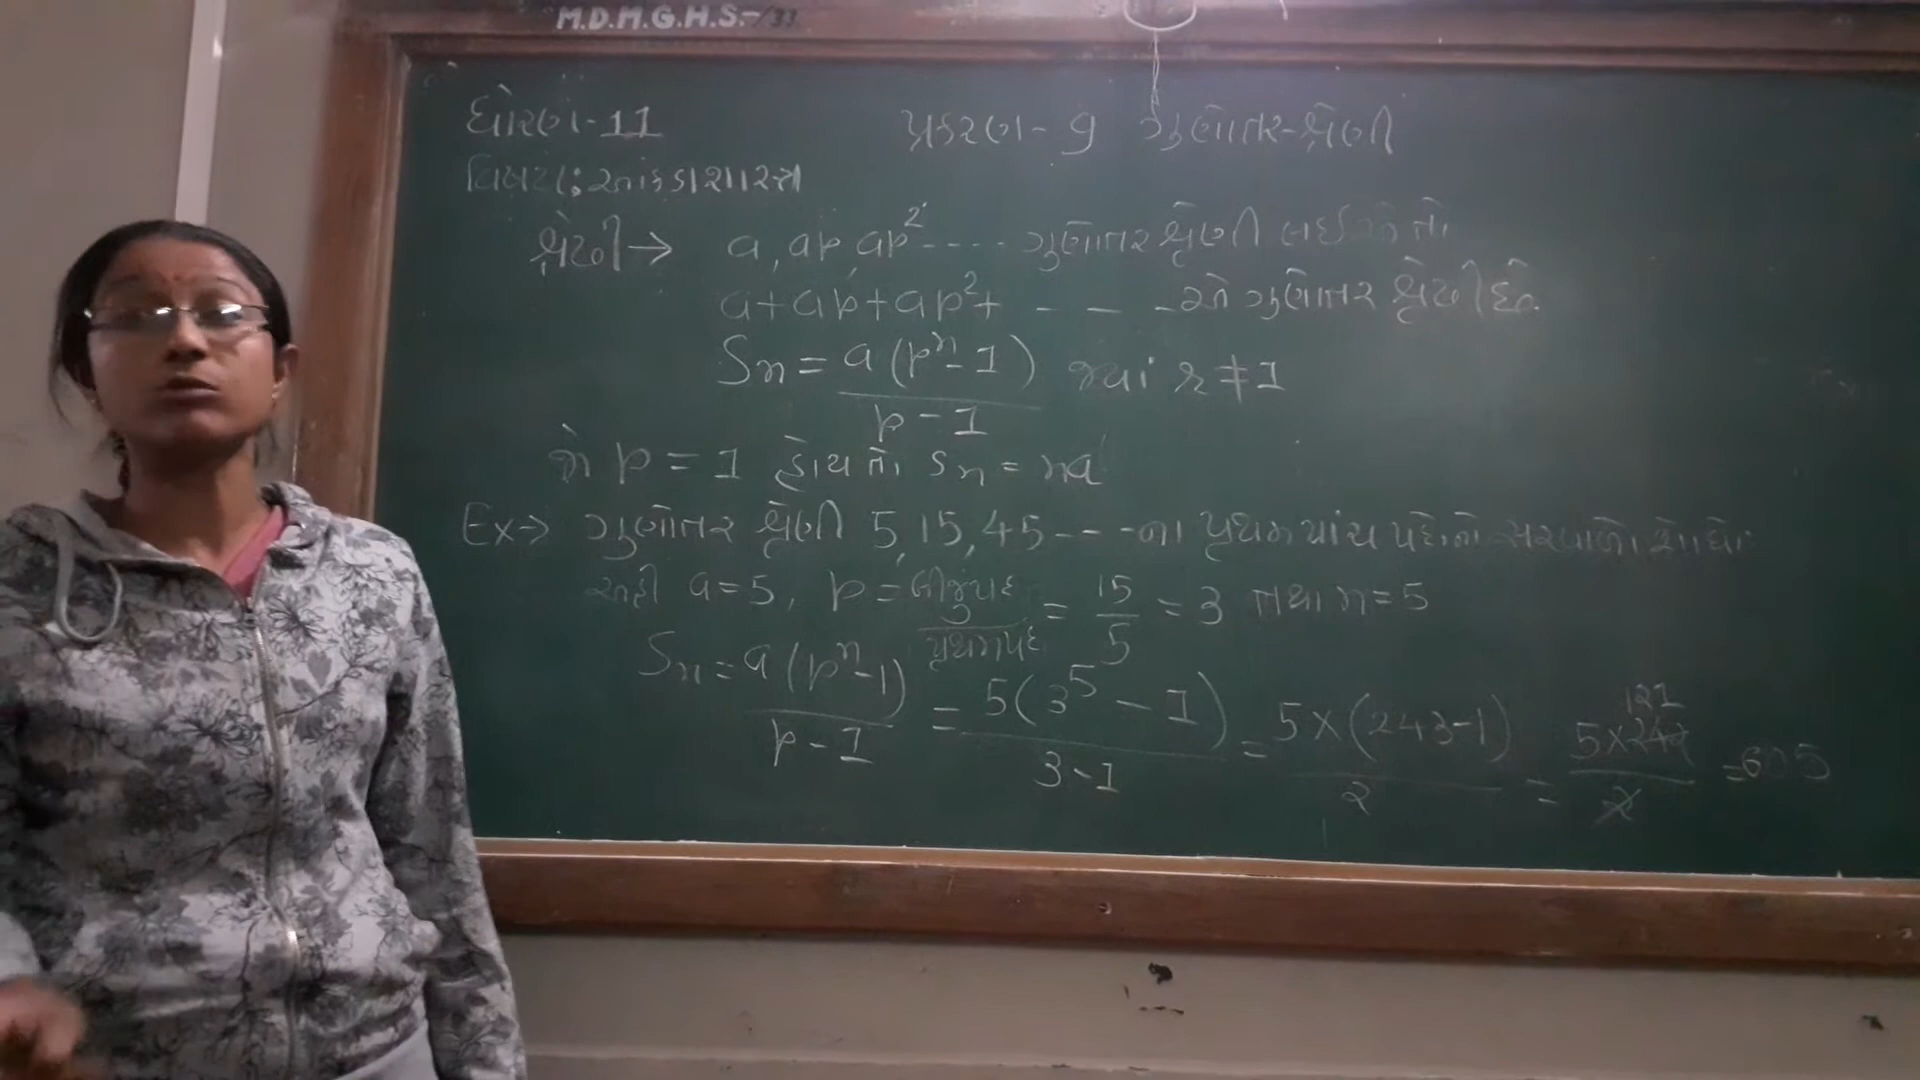 M.D.M.G.H.S.-/33
ધોરણ-11
પ્રકરણ- 9 ગુણોત્તર-શ્રેણી
વિષય: આંકડાશાસ્ત્ર
શ્રેઢી → a, ar, ar² ---- ગુણોત્તર શ્રેણી લઈએ તો
a+ar+ar²+ - - - એ ગુણોત્તર શ્રેઢી છે.
Sn = a(rⁿ-1) / r-1 જ્યાં r ≠ 1
જો r = 1 હોય તો Sn = na
Ex→ ગુણોત્તર શ્રેણી 5, 15, 45 --- ના પ્રથમ પાંચ પદોનો સરવાળો શોધો
અહીં a=5, r = બીજુંપદ / પ્રથમપદ = 15/5 = 3 તથા n=5
Sn = a(rⁿ-1) / r-1 = 5(3⁵ - 1) / 3-1 = 5×(243-1) / 2 = 5×242 121 / 2 = 605